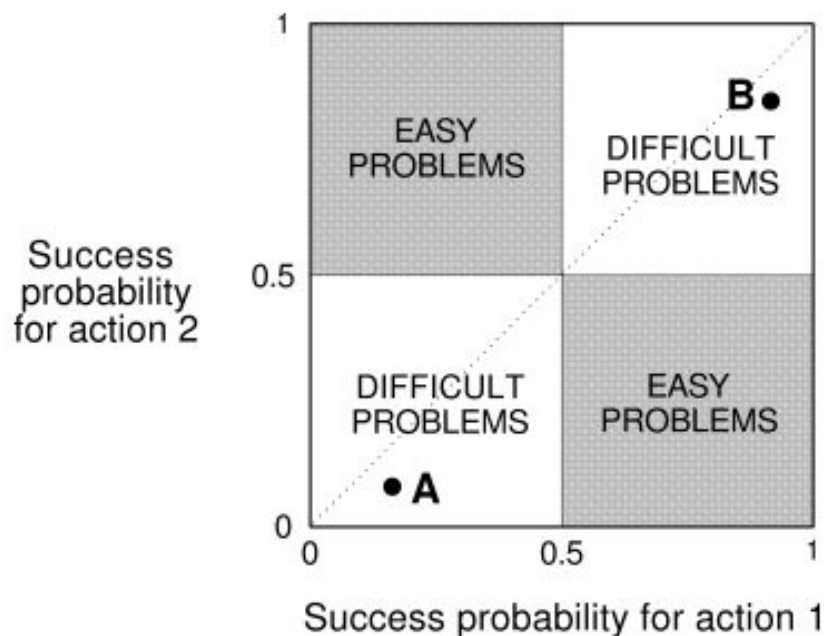 1
B
EASY
PROBLEMS
DIFFICULT
PROBLEMS
Success
probability
for action 2
0.5
DIFFICULT
PROBLEMS
EASY
PROBLEMS
A
0
0
0.5
1
Success probability for action 1